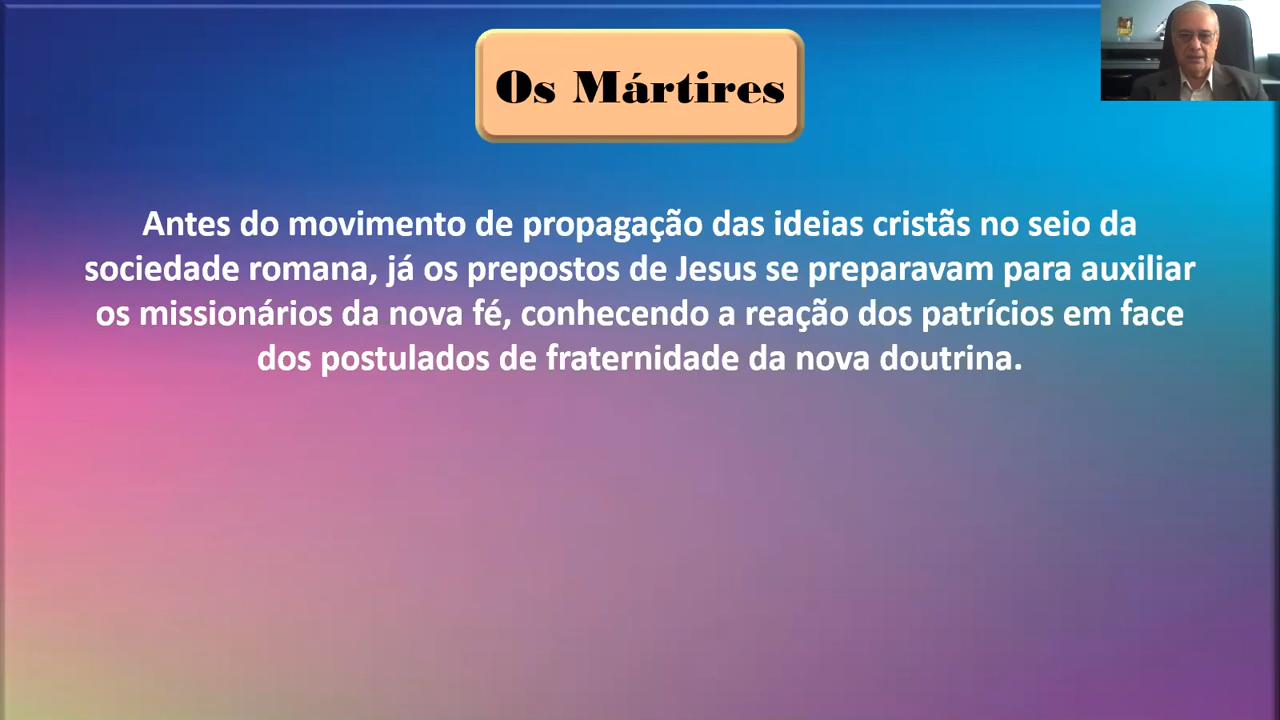 Os Mártires
Antes do movimento de propagação das ideias cristãs no seio da
sociedade romana, já os prepostos de Jesus se preparavam para auxiliar
os missionários da nova fé, conhecendo a reação dos patrícios em face
dos postulados de fraternidade da nova doutrina.